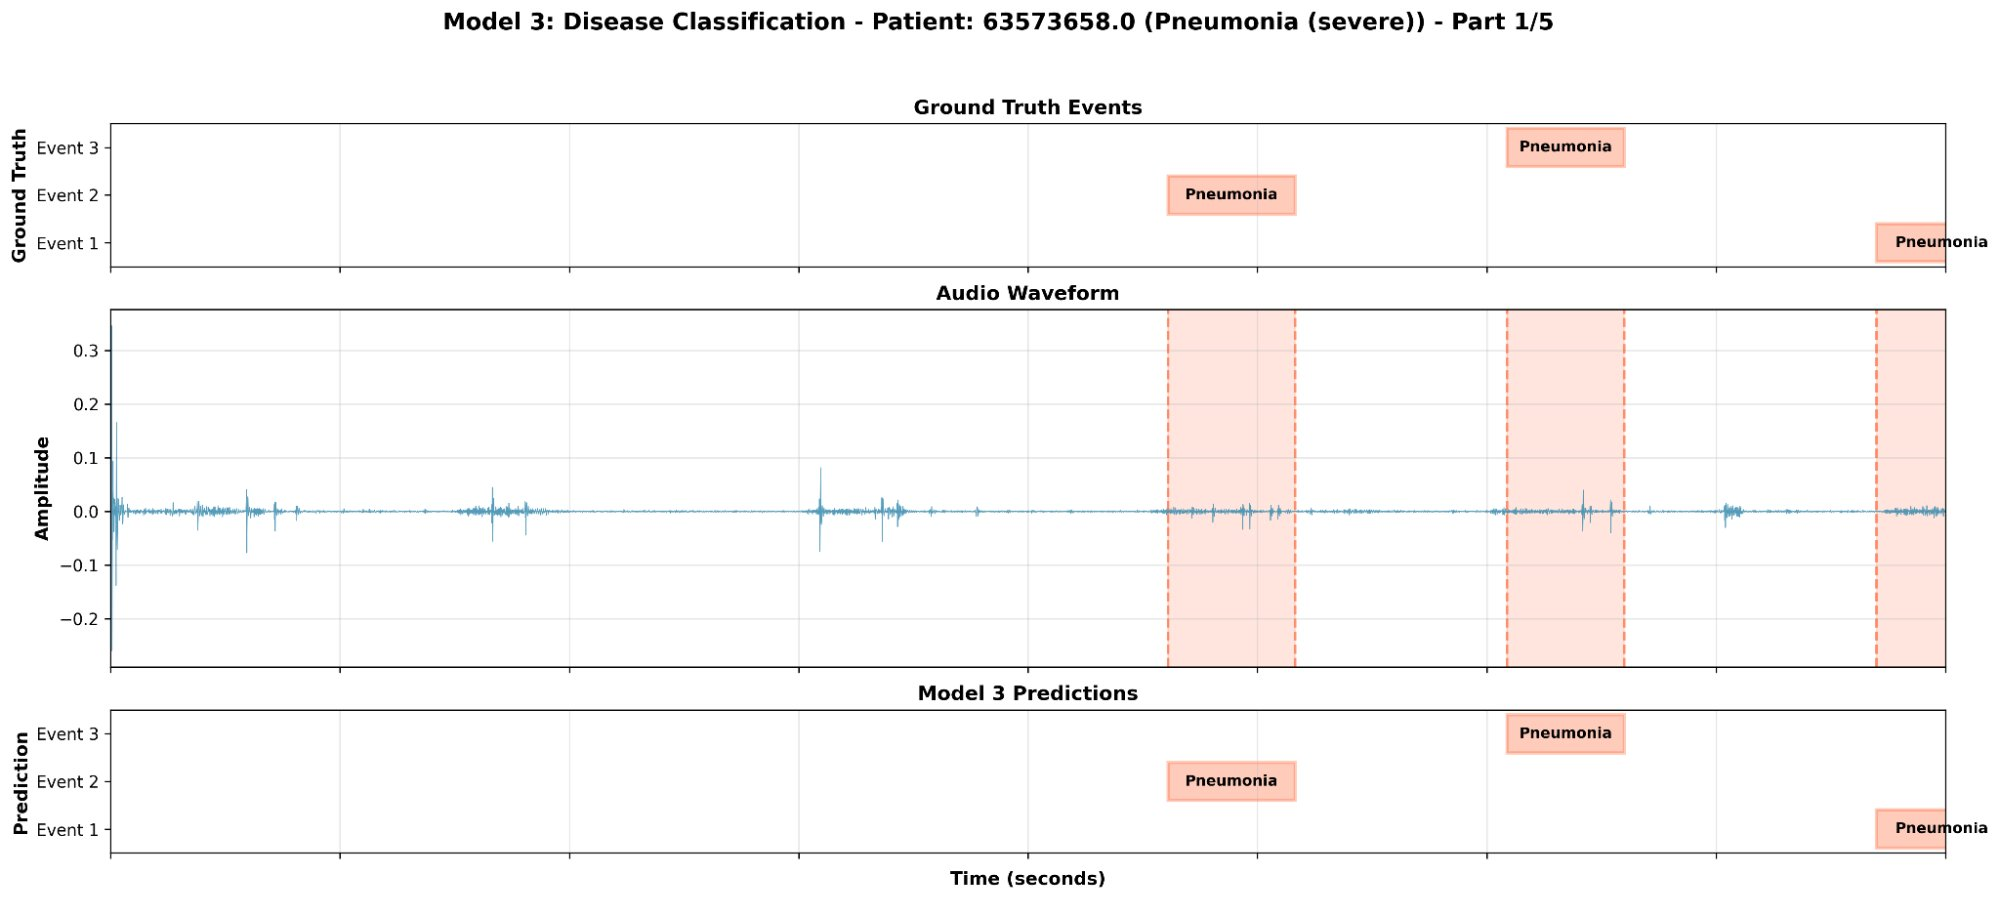 Model 3: Disease Classification - Patient: 63573658.0 (Pneumonia (severe)) - Part 1/5
Ground Truth Events
Ground Truth
Event 3
Event 2
Event 1
Pneumonia
Pneumonia
Pneumonia
Audio Waveform
Amplitude
0.3
0.2
0.1
0.0
−0.1
−0.2
Model 3 Predictions
Prediction
Event 3
Event 2
Event 1
Pneumonia
Pneumonia
Pneumonia
Time (seconds)